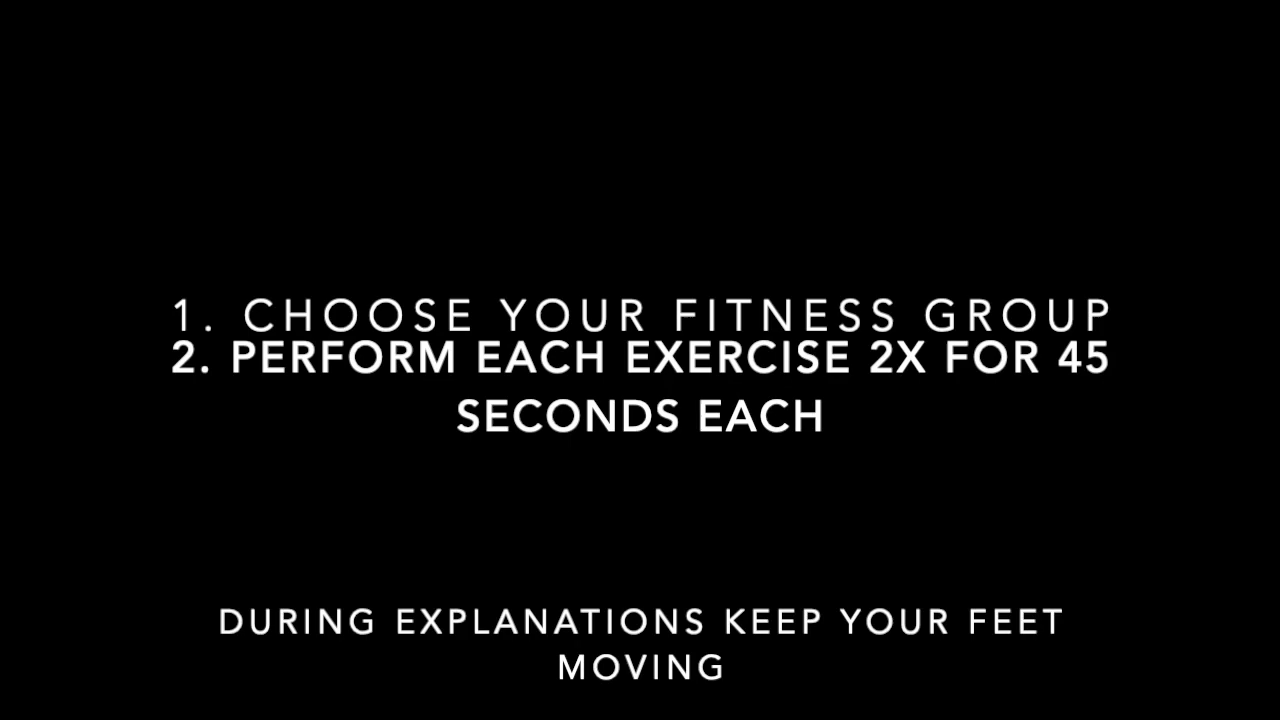 1. CHOOSE YOUR FITNESS GROUP
2. PERFORM EACH EXERCISE 2X FOR 45
SECONDS EACH
DURING EXPLANATIONS KEEP YOUR FEET
MOVING